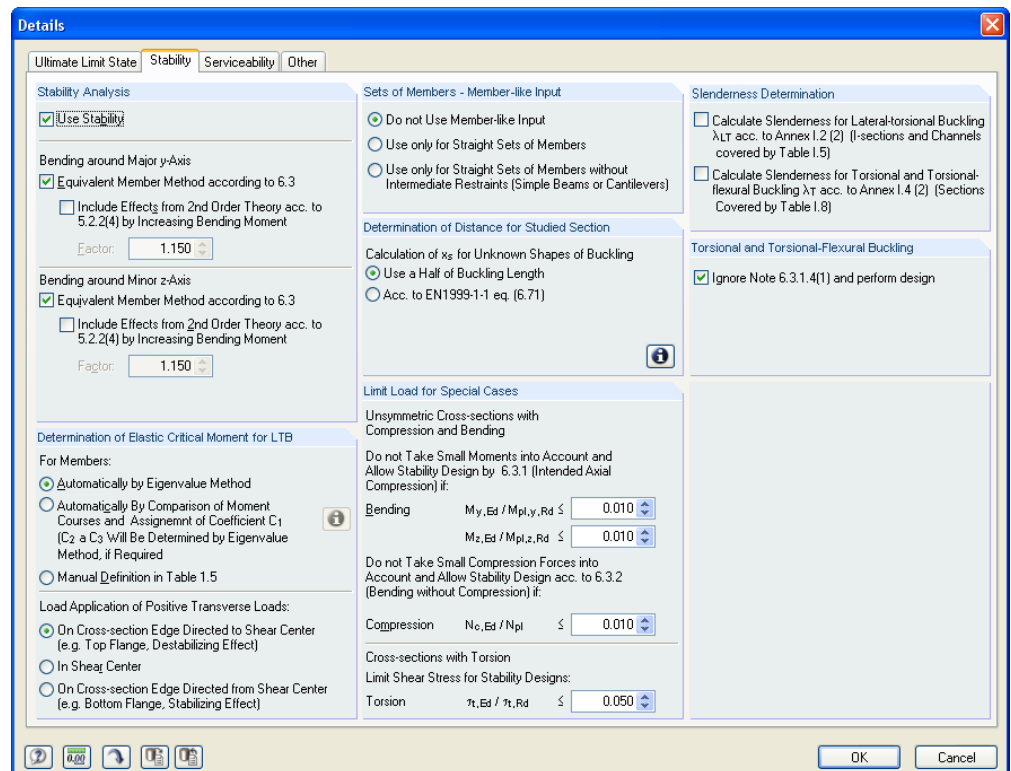 Details
Ultimate Limit State
Stability
Serviceability
Other
Stability Analysis
Use Stability
Bending around Major y-Axis
Equivalent Member Method according to 6.3
Include Effects from 2nd Order Theory acc. to
5.2.2(4) by Increasing Bending Moment
Factor: 1.150
Bending around Minor z-Axis
Equivalent Member Method according to 6.3
Include Effects from 2nd Order Theory acc. to
5.2.2(4) by Increasing Bending Moment
Factor: 1.150
Determination of Elastic Critical Moment for LTB
For Members:
Automatically by Eigenvalue Method
Automatically By Comparison of Moment
Courses and Assignemnt of Coefficient C1
(C2 a C3 Will Be Determined by Eigenvalue
Method, if Required
Manual Definition in Table 1.5
Load Application of Positive Transverse Loads:
On Cross-section Edge Directed to Shear Center
(e.g. Top Flange, Destabilizing Effect)
In Shear Center
On Cross-section Edge Directed from Shear Center
(e.g. Bottom Flange, Stabilizing Effect)
Sets of Members - Member-like Input
Do not Use Member-like Input
Use only for Straight Sets of Members
Use only for Straight Sets of Members without
Intermediate Restraints (Simple Beams or Cantilevers)
Determination of Distance for Studied Section
Calculation of xs for Unknown Shapes of Buckling
Use a Half of Buckling Length
Acc. to EN1999-1-1 eq. (6.71)
Limit Load for Special Cases
Unsymmetric Cross-sections with
Compression and Bending
Do not Take Small Moments into Account and
Allow Stability Design by 6.3.1 (Intended Axial
Compression) if:
Bending My,Ed / Mpl,y,Rd ≤ 0.010
Mz,Ed / Mpl,z,Rd ≤ 0.010
Do not Take Small Compression Forces into
Account and Allow Stability Design acc. to 6.3.2
(Bending without Compression) if:
Compression Nc,Ed / Npl ≤ 0.010
Cross-sections with Torsion
Limit Shear Stress for Stability Designs:
Torsion τt,Ed / τt,Rd ≤ 0.050
Slenderness Determination
Calculate Slenderness for Lateral-torsional Buckling
λLT acc. to Annex I.2 (2) (I-sections and Channels
covered by Table I.5)
Calculate Slenderness for Torsional and Torsional-
flexural Buckling λT acc. to Annex I.4 (2) (Sections
Covered by Table I.8)
Torsional and Torsional-Flexural Buckling
Ignore Note 6.3.1.4(1) and perform design
0.00
OK
Cancel